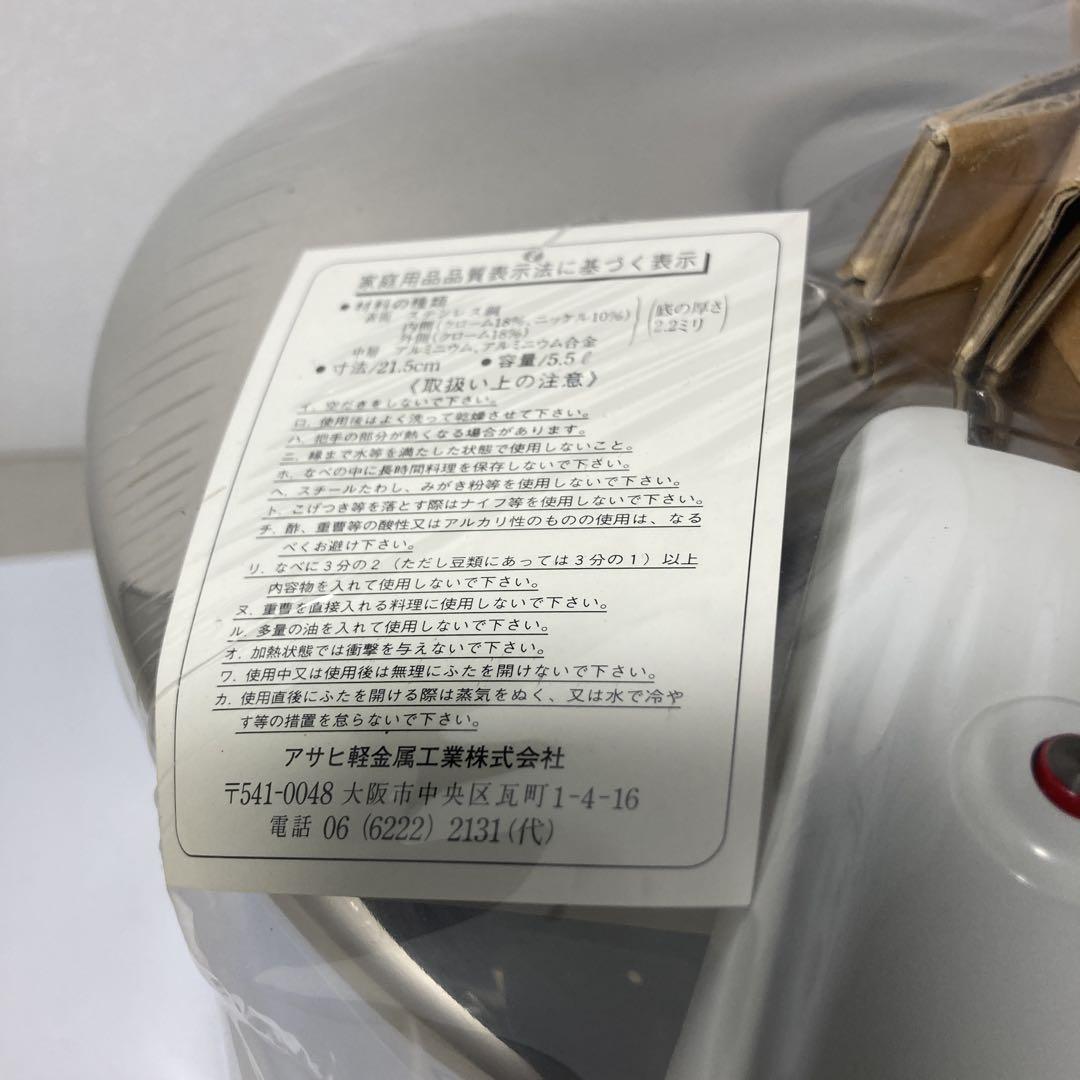 家庭用品品質表示法に基づく表示
●材料の種類
表面 ステンレス鋼
内側(クローム18%、ニッケル10%)
外側(クローム18%)
中層 アルミニウム、アルミニウム合金
(底の厚さ
2.2ミリ)
●寸法/21.5cm ●容量/5.5ℓ
《取扱い上の注意》
イ. 空だきをしないで下さい。
ロ. 使用後はよく洗って乾燥させて下さい。
ハ. 把手の部分が熱くなる場合があります。
ニ. 縁まで水等を満たした状態で使用しないこと。
ホ. なべの中に長時間料理を保存しないで下さい。
ヘ. スチールたわし、みがき粉等を使用しないで下さい。
ト. こげつき等を落とす際はナイフ等を使用しないで下さい。
チ. 酢、重曹等の酸性又はアルカリ性のものの使用は、なる
べくお避け下さい。
リ. なべに3分の2(ただし豆類にあっては3分の1)以上
内容物を入れて使用しないで下さい。
ヌ. 重曹を直接入れる料理に使用しないで下さい。
ル. 多量の油を入れて使用しないで下さい。
オ. 加熱状態では衝撃を与えないで下さい。
ワ. 使用中又は使用後は無理にふたを開けないで下さい。
カ. 使用直後にふたを開ける際は蒸気をぬく、又は水で冷や
す等の措置を怠らないで下さい。
アサヒ軽金属工業株式会社
〒541-0048 大阪市中央区瓦町1-4-16
電話 06(6222)2131(代)